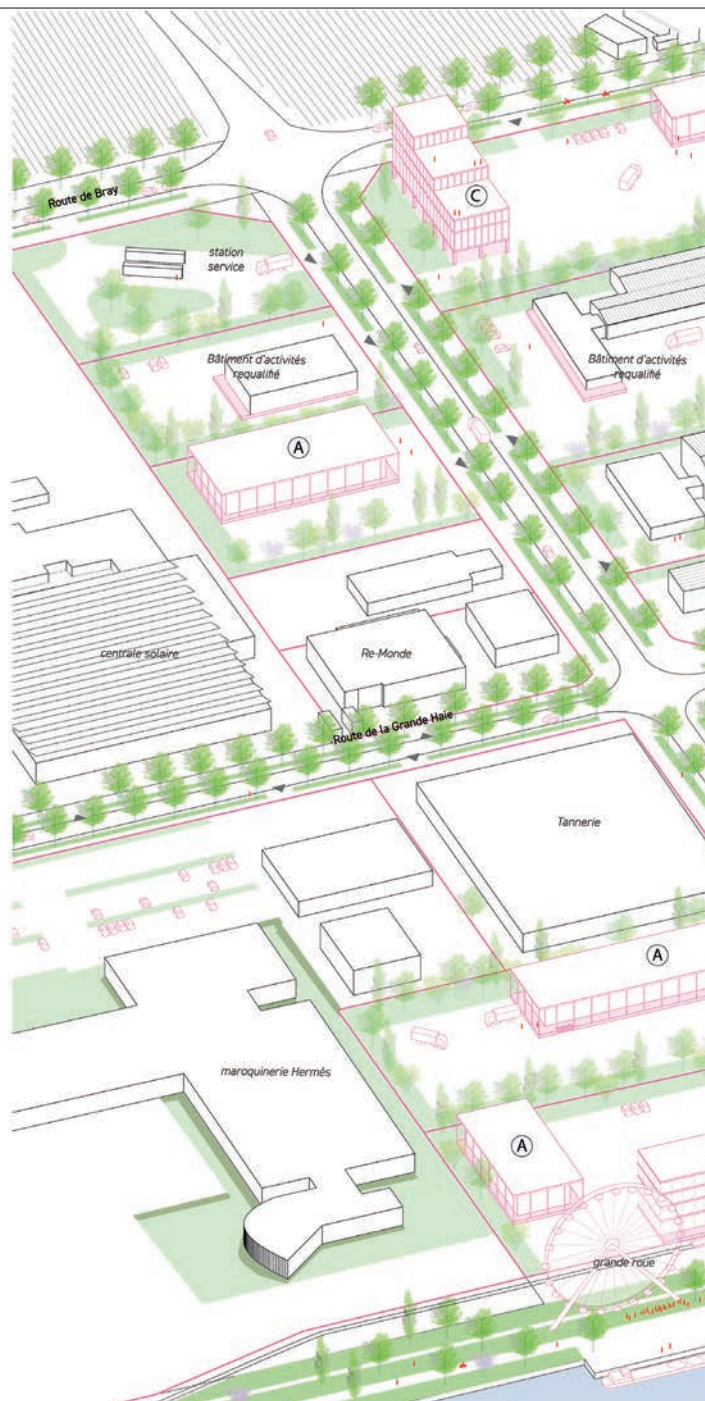 Route de Bray
C
station
service
Bâtiment d'activités
requalifié
Bâtiment d'activités
requalifié
A
centrale solaire
Re-Monde
Route de la Grande Haie
Tannerie
A
maroquinerie Hermès
A
grande roue